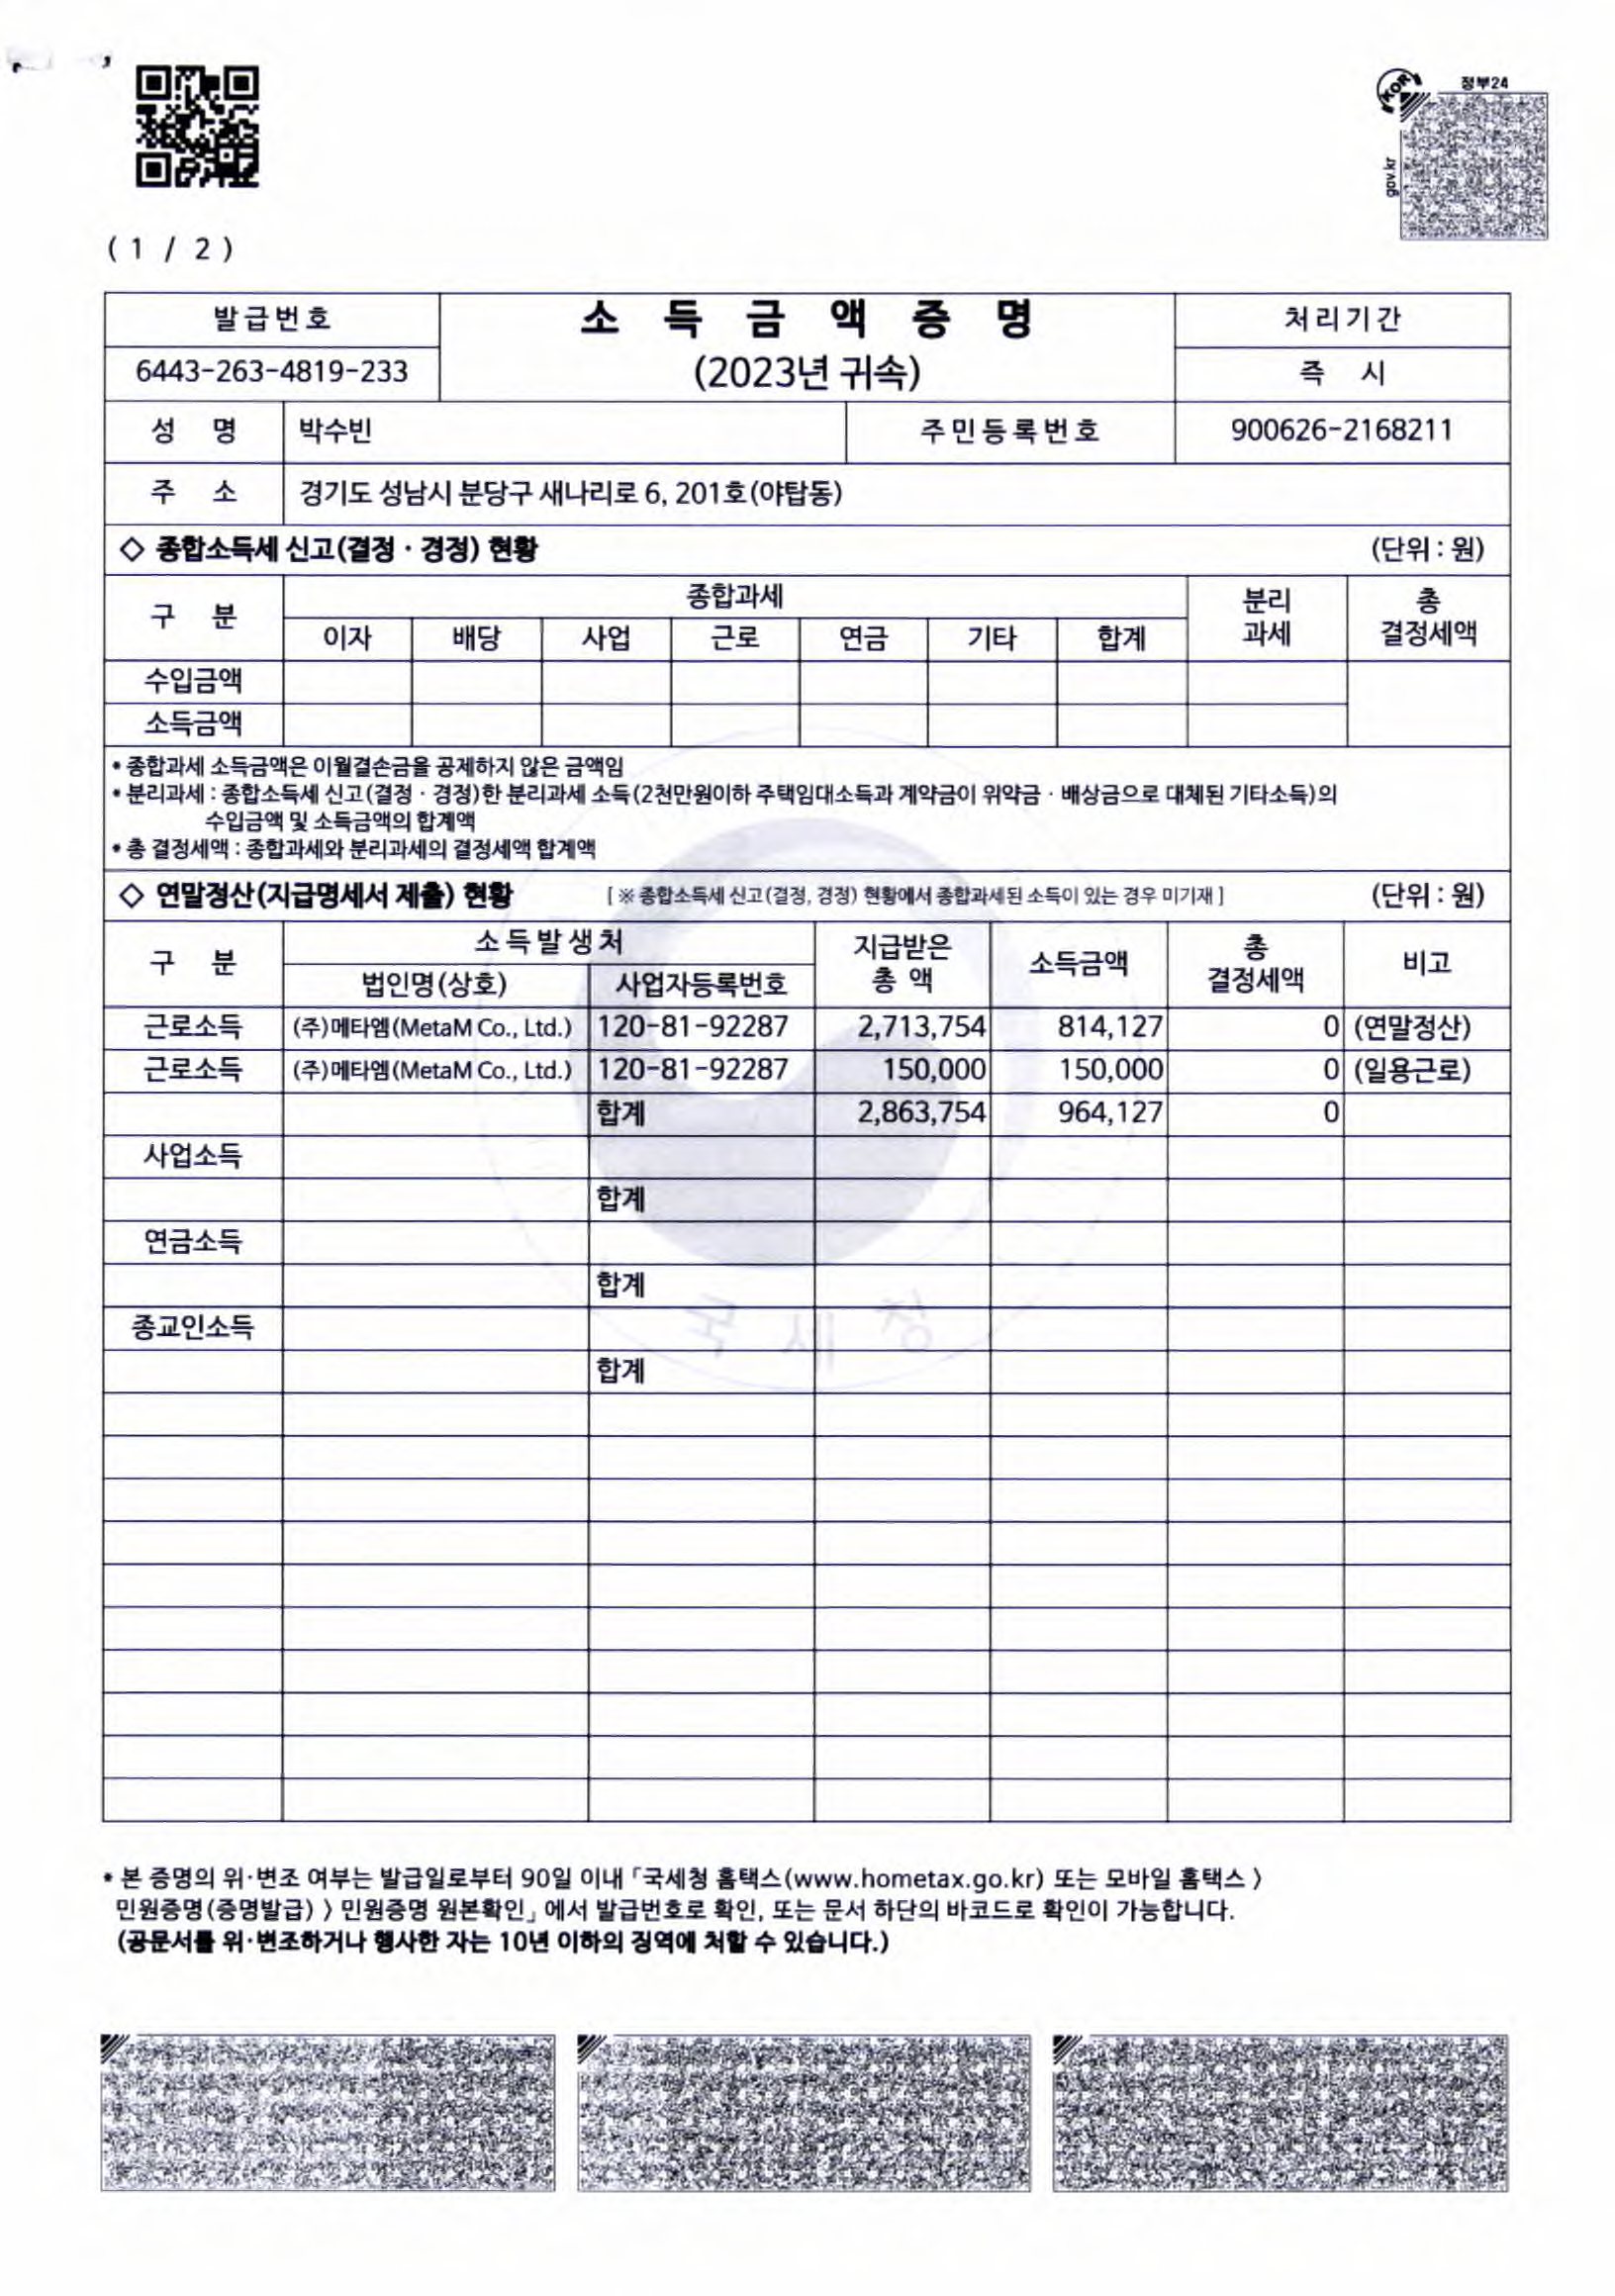 정부24
KOR
gov.kr
( 1 / 2 )
발급번호 소 득 금 액 증 명 처리기간
6443-263-4819-233 (2023년 귀속) 즉 시
성 명 박수빈 주민등록번호 900626-2168211
주 소 경기도 성남시 분당구 새나리로 6, 201호(야탑동)
◇ 종합소득세 신고(결정 · 경정) 현황 (단위 : 원)
구 분 종합과세 분리 과세 총 결정세액
이자 배당 사업 근로 연금 기타 합계
수입금액
소득금액
* 종합과세 소득금액은 이월결손금을 공제하지 않은 금액임
* 분리과세 : 종합소득세 신고(결정 · 경정)한 분리과세 소득(2천만원이하 주택임대소득과 계약금이 위약금 · 배상금으로 대체된 기타소득)의
수입금액 및 소득금액의 합계액
* 총 결정세액 : 종합과세와 분리과세의 결정세액 합계액
◇ 연말정산(지급명세서 제출) 현황 [ ※ 종합소득세 신고(결정, 경정) 현황에서 종합과세된 소득이 있는 경우 미기재 ] (단위 : 원)
구 분 소득발생처 지급받은 총 액 소득금액 총 결정세액 비고
법인명(상호) 사업자등록번호
근로소득 (주)메타엠(MetaM Co., Ltd.) 120-81-92287 2,713,754 814,127 0 (연말정산)
근로소득 (주)메타엠(MetaM Co., Ltd.) 120-81-92287 150,000 150,000 0 (일용근로)
합계 2,863,754 964,127 0
사업소득
합계
연금소득
합계
종교인소득
국세청
합계
* 본 증명의 위·변조 여부는 발급일로부터 90일 이내 「국세청 홈택스(www.hometax.go.kr) 또는 모바일 홈택스 〉
민원증명(증명발급) 〉 민원증명 원본확인」 에서 발급번호로 확인, 또는 문서 하단의 바코드로 확인이 가능합니다.
(공문서를 위·변조하거나 행사한 자는 10년 이하의 징역에 처할 수 있습니다.)